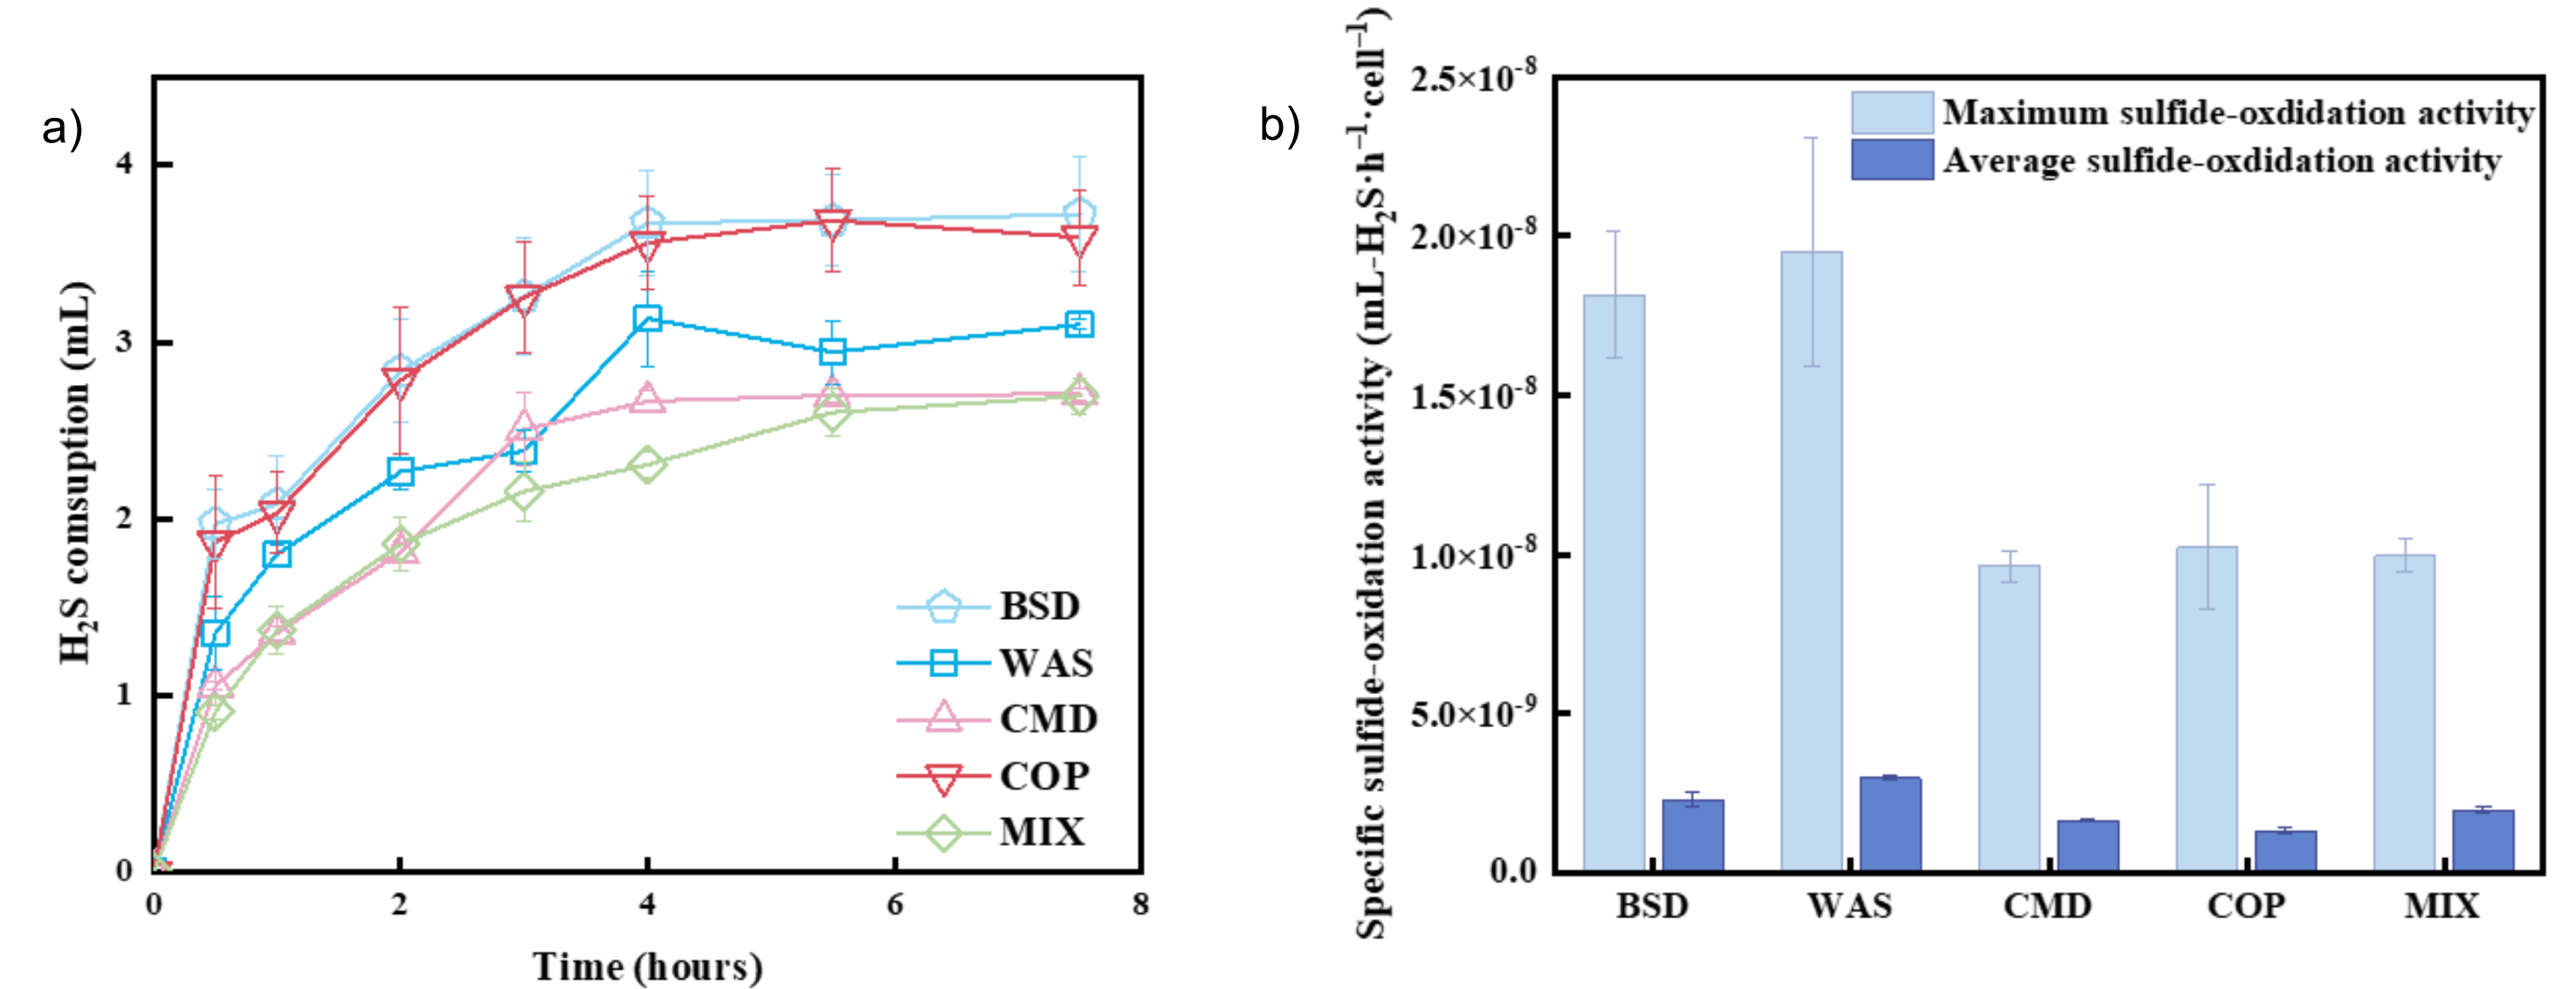 a)
H₂S comsuption (mL)
4
3
2
1
0
0 2 4 6 8
Time (hours)
BSD
WAS
CMD
COP
MIX
b)
Specific sulfide-oxidation activity (mL-H₂S·h⁻¹·cell⁻¹)
2.5×10⁻⁸
2.0×10⁻⁸
1.5×10⁻⁸
1.0×10⁻⁸
5.0×10⁻⁹
0.0
Maximum sulfide-oxdidation activity
Average sulfide-oxdidation activity
BSD WAS CMD COP MIX